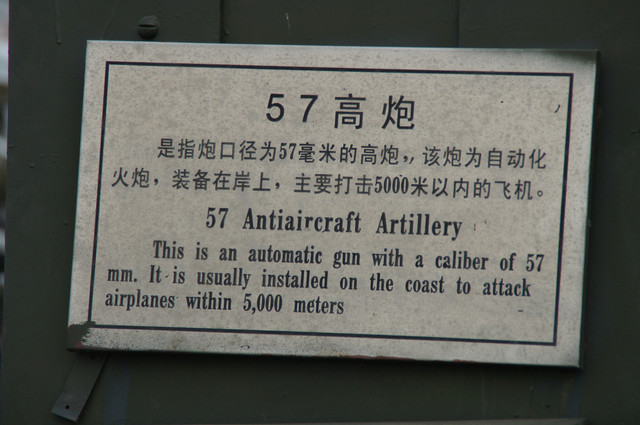 57高炮
是指炮口径为57毫米的高炮，该炮为自动化
火炮，装备在岸上，主要打击5000米以内的飞机。
57 Antiaircraft Artillery
This is an automatic gun with a caliber of 57
mm. It is usually installed on the coast to attack
airplanes within 5,000 meters